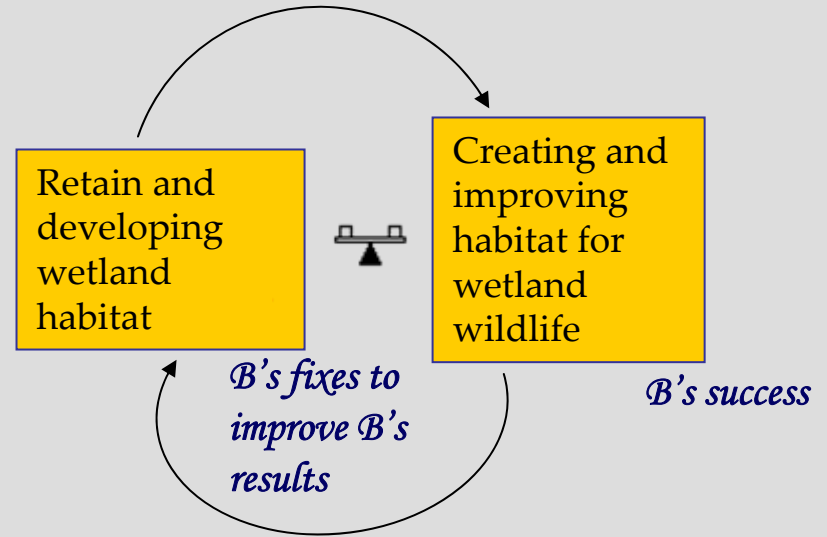 Retain and
developing
wetland
habitat
Creating and
improving
habitat for
wetland
wildlife
B's fixes to
improve B's
results
B's success